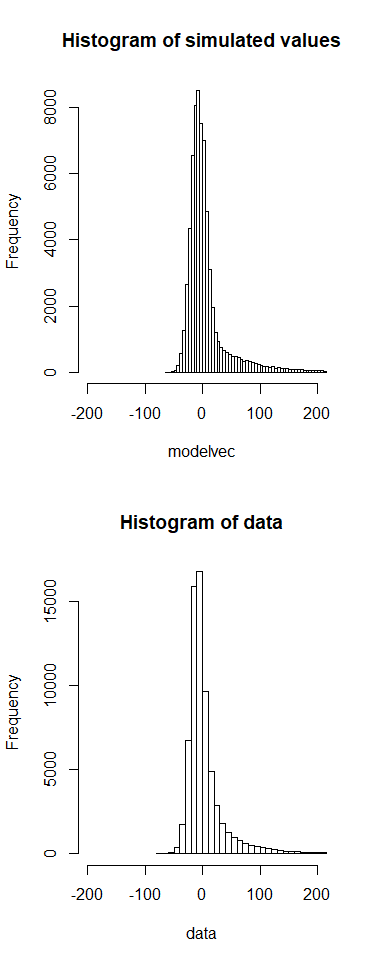 Histogram of simulated values
Frequency
0 2000 4000 6000 8000
-200 -100 0 100 200
modelvec
Histogram of data
Frequency
0 5000 10000 15000
-200 -100 0 100 200
data